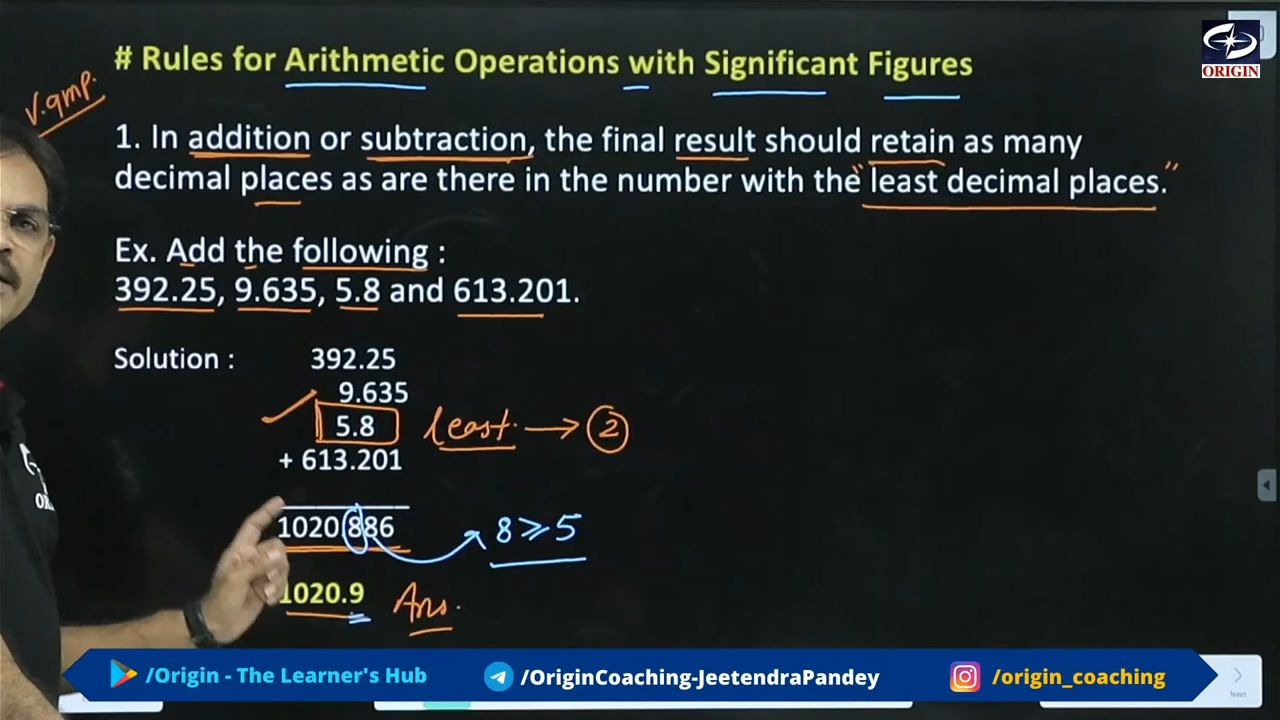 # Rules for Arithmetic Operations with Significant Figures
ORIGIN
V. Imp.
1. In addition or subtraction, the final result should retain as many
decimal places as are there in the number with the "least decimal places."
Ex. Add the following :
392.25, 9.635, 5.8 and 613.201.
Solution : 392.25
9.635
5.8 least → 2
+ 613.201
1020.886 8 ≥ 5
1020.9 Ans.
/Origin - The Learner's Hub /OriginCoaching-JeetendraPandey /origin_coaching
Next